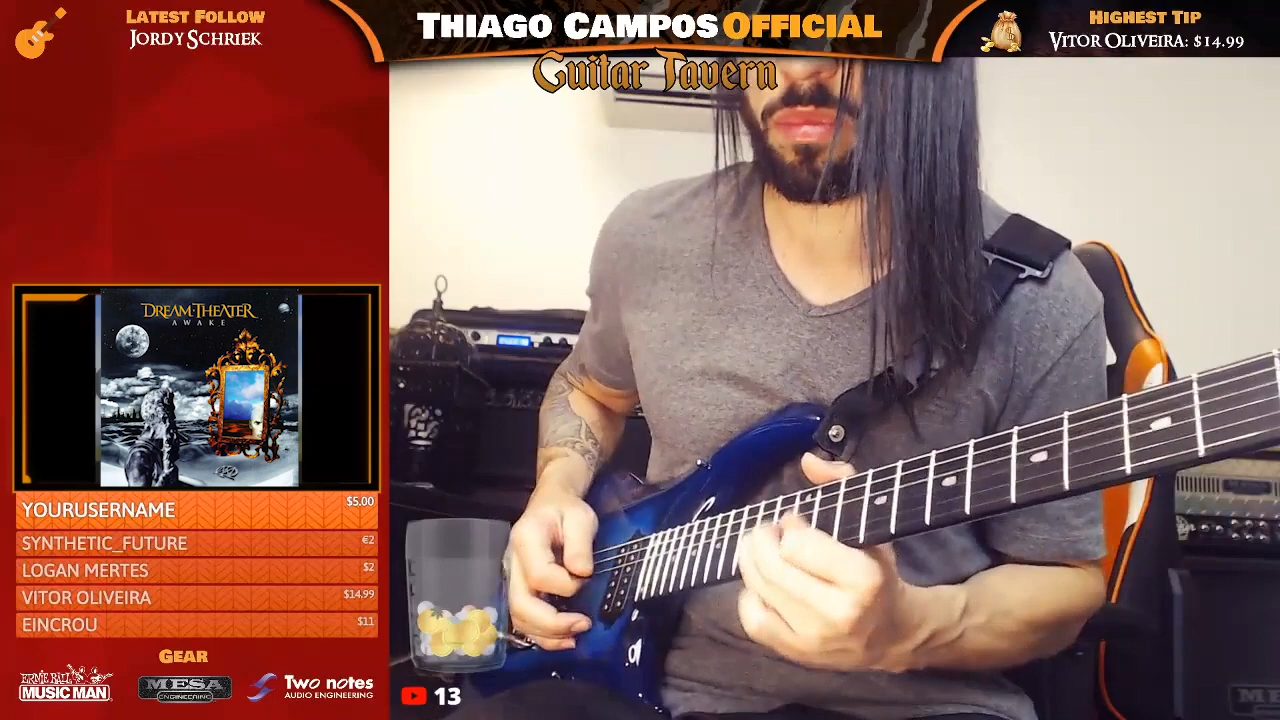 LATEST FOLLOW
JORDY SCHRIEK
THIAGO CAMPOS OFFICIAL
Guitar Tavern
HIGHEST TIP
VITOR OLIVEIRA: $14.99
DREAM THEATER
AWAKE
YOURUSERNAME $5.00
SYNTHETIC_FUTURE €2
LOGAN MERTES $2
VITOR OLIVEIRA $14.99
EINCROU $11
GEAR
ERNIE BALL
MUSIC MAN
MESA
ENGINEERING
Two notes
AUDIO ENGINEERING
13
ME